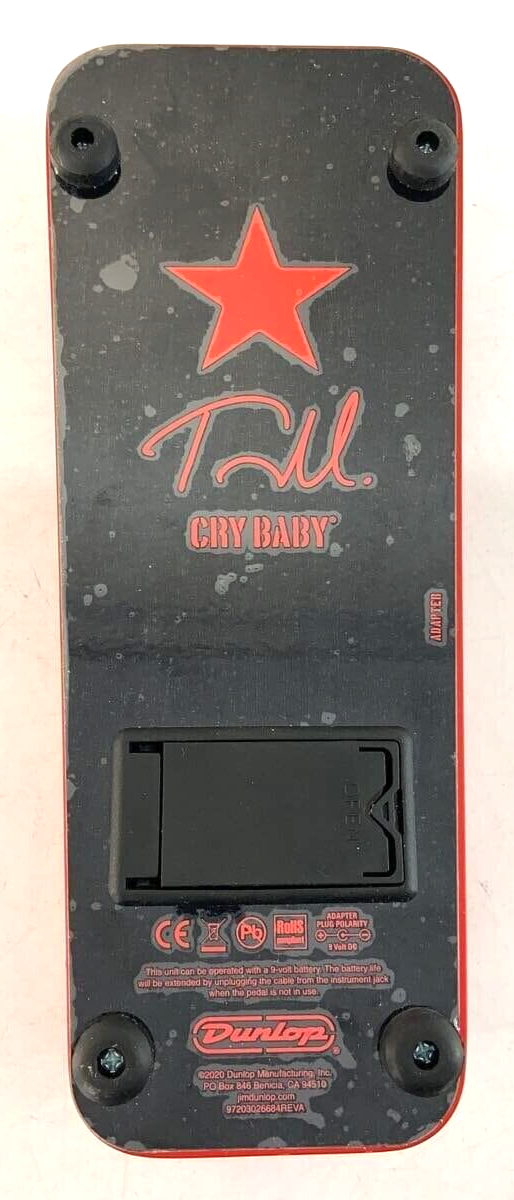 T.M.
CRY BABY®
ADAPTER
OPEN
CE
Pb
RoHS
compliant
ADAPTER
PLUG POLARITY
9 Volt DC
This unit can be operated with a 9-volt battery. The battery life
will be extended by unplugging the cable from the instrument jack
when the pedal is not in use.
Dunlop®
©2020 Dunlop Manufacturing, Inc.
PO Box 846 Benicia, CA 94510
jimdunlop.com
97203026684REVA